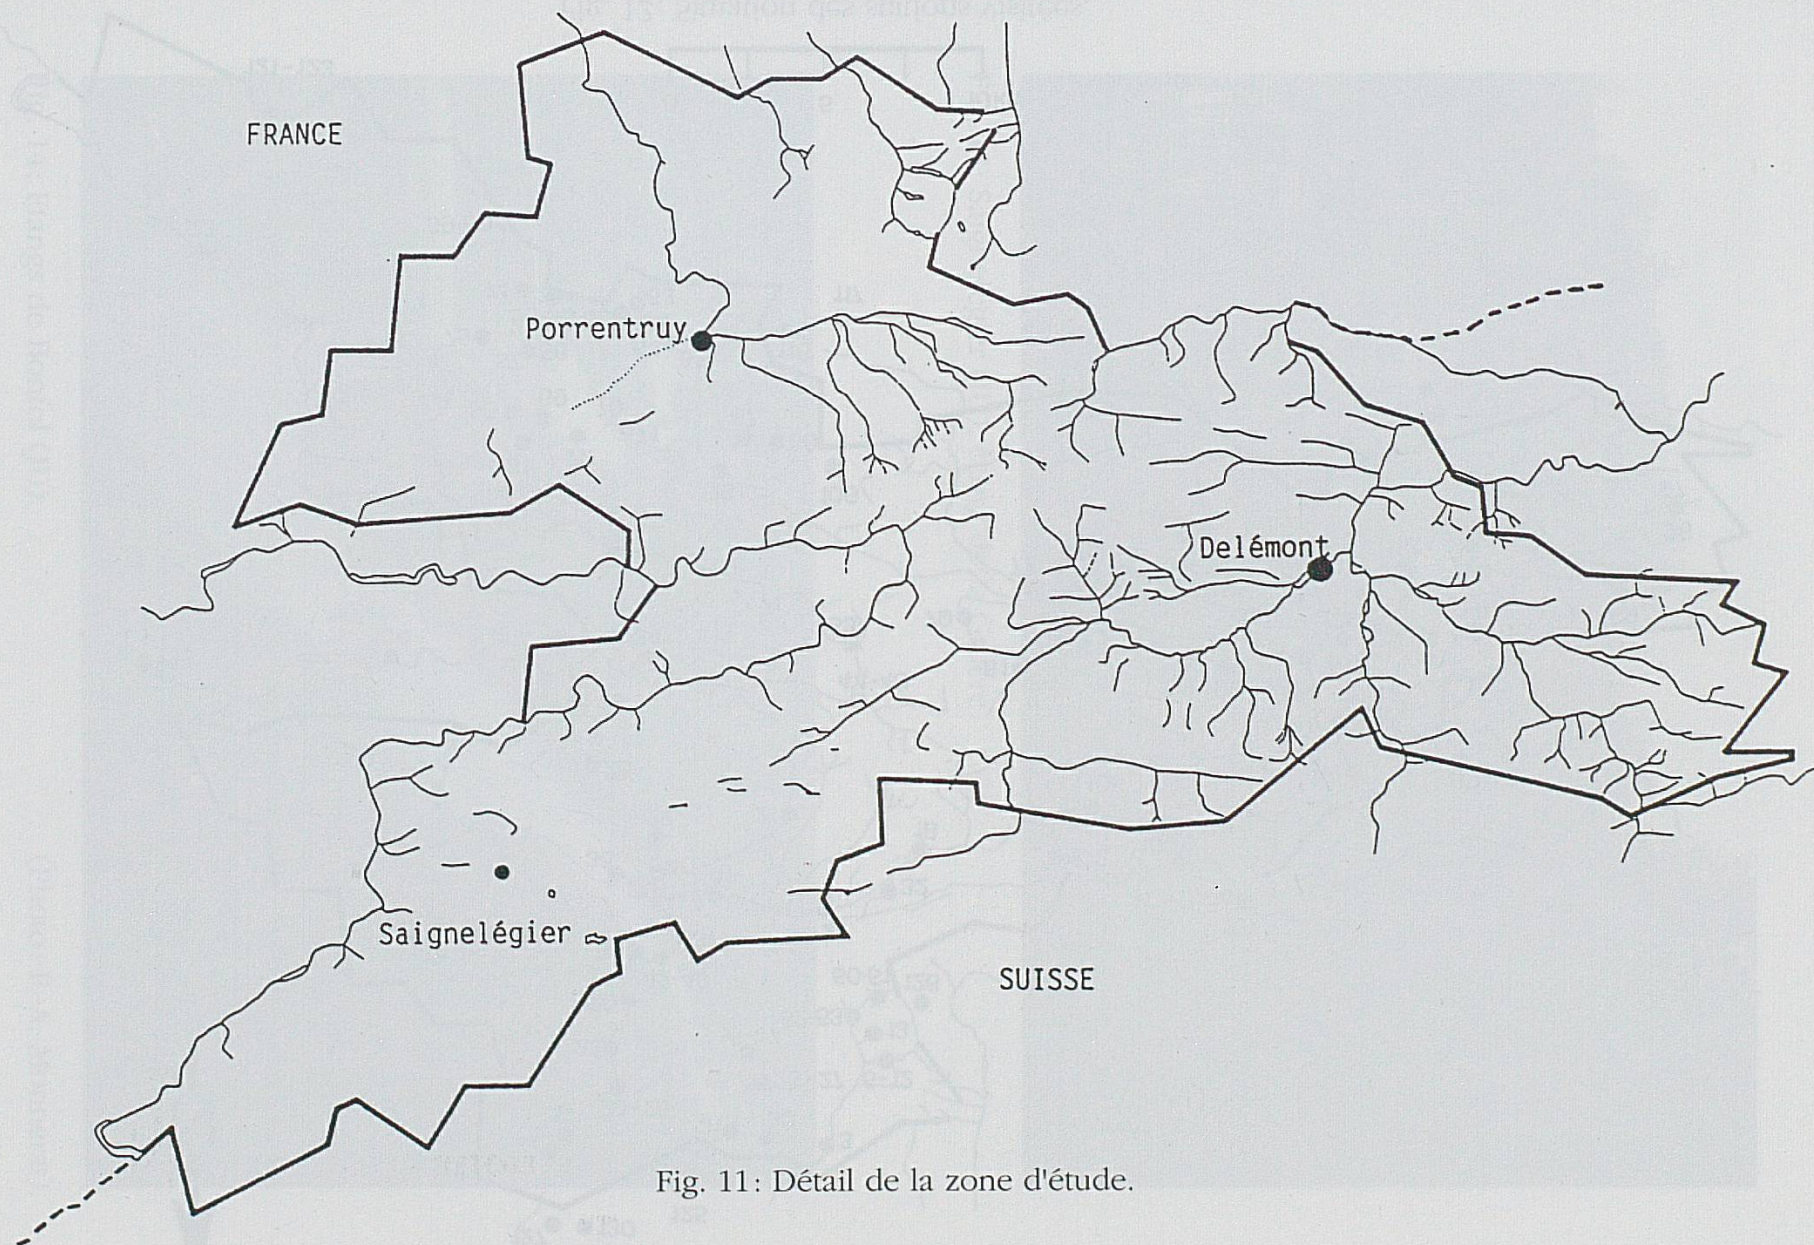 FRANCE
Porrentruy
Delémont
Saignelégier
SUISSE
Fig. 11: Détail de la zone d'étude.